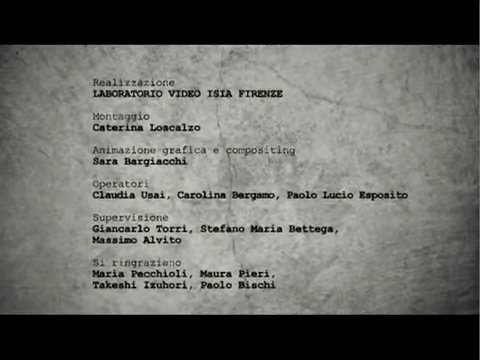 Realizzazione
LABORATORIO VIDEO ISIA FIRENZE
Montaggio
Caterina Loscalzo
Animazione grafica e compositing
Sara Bargiacchi
Operatori
Claudia Usai, Carolina Bergamo, Paolo Lucio Esposito
Supervisione
Giancarlo Torri, Stefano Maria Bettega,
Massimo Alvito
Si ringraziano
Maria Pecchioli, Maura Pieri,
Takeshi Izuhori, Paolo Bischi